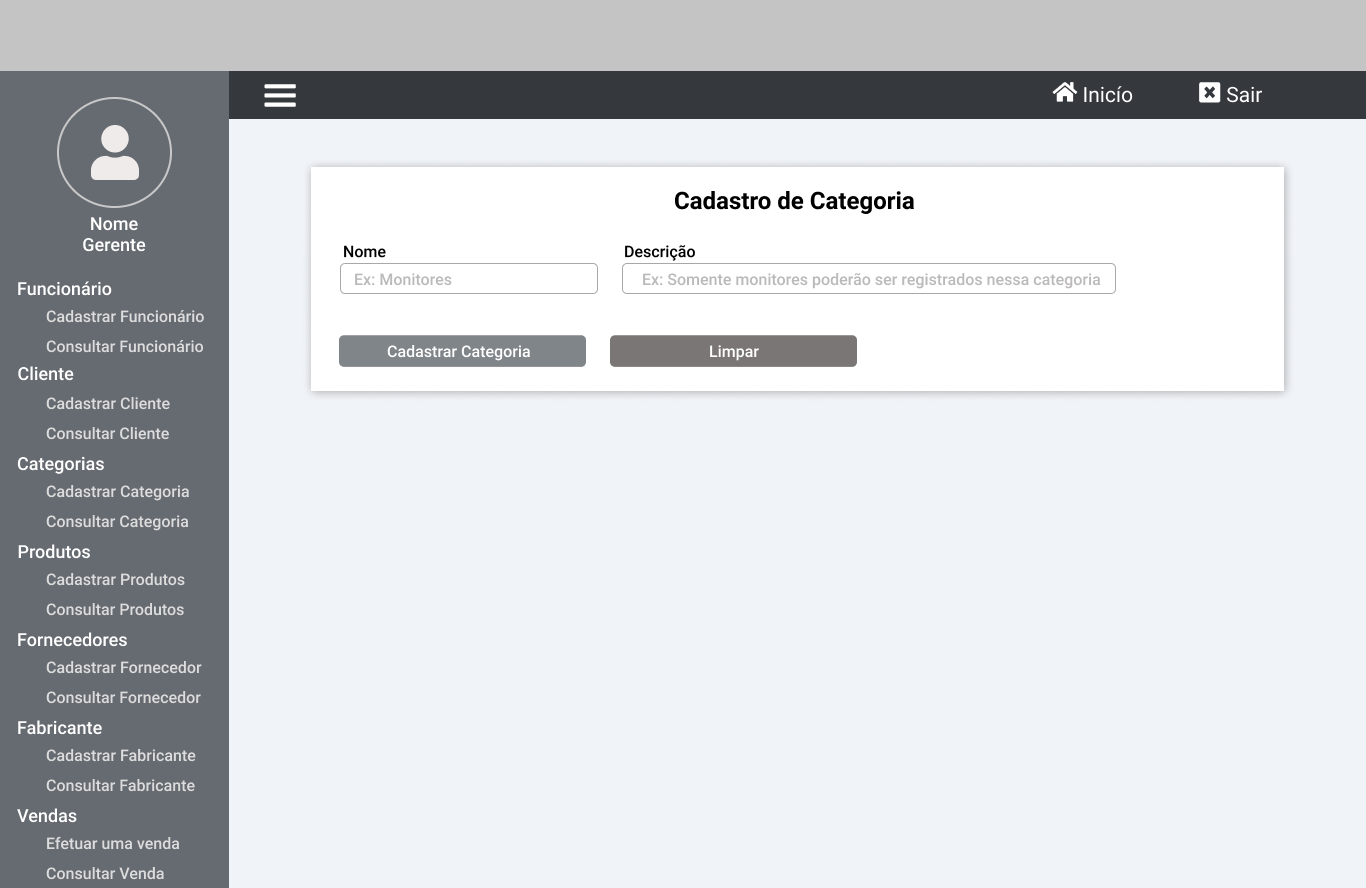 Inicío
Sair
Nome
Gerente
Funcionário
Cadastrar Funcionário
Consultar Funcionário
Cliente
Cadastrar Cliente
Consultar Cliente
Categorias
Cadastrar Categoria
Consultar Categoria
Produtos
Cadastrar Produtos
Consultar Produtos
Fornecedores
Cadastrar Fornecedor
Consultar Fornecedor
Fabricante
Cadastrar Fabricante
Consultar Fabricante
Vendas
Efetuar uma venda
Consultar Venda
Cadastro de Categoria
Nome
Ex: Monitores
Descrição
Ex: Somente monitores poderão ser registrados nessa categoria
Cadastrar Categoria
Limpar